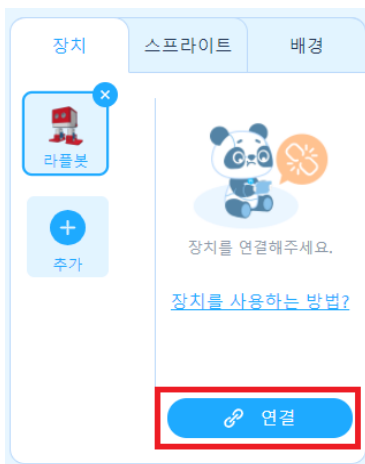 장치 스프라이트 배경
라플봇
추가
장치를 연결해주세요.
장치를 사용하는 방법?
연결